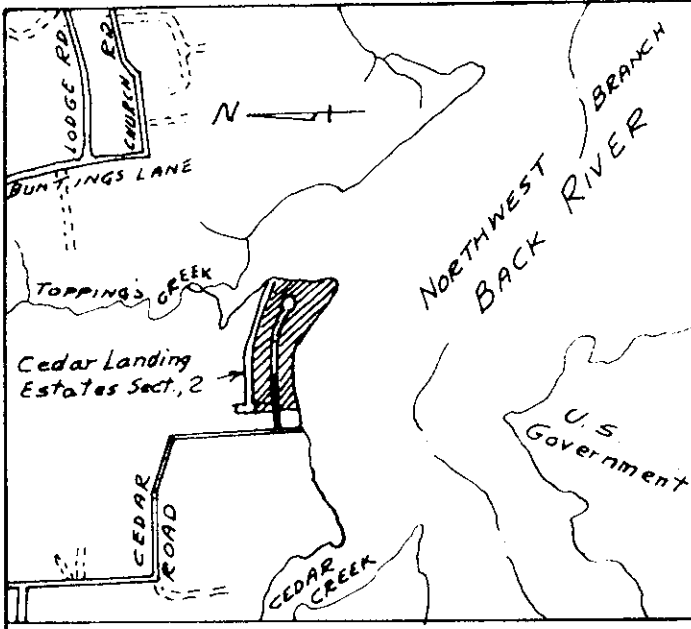 LODGE RD.
CHURCH RD
BUNTINGS LANE
N
NORTHWEST BRANCH
BACK RIVER
TOPPING'S CREEK
Cedar Landing
Estates Sect., 2
U.S.
Government
CEDAR ROAD
CEDAR
CREEK